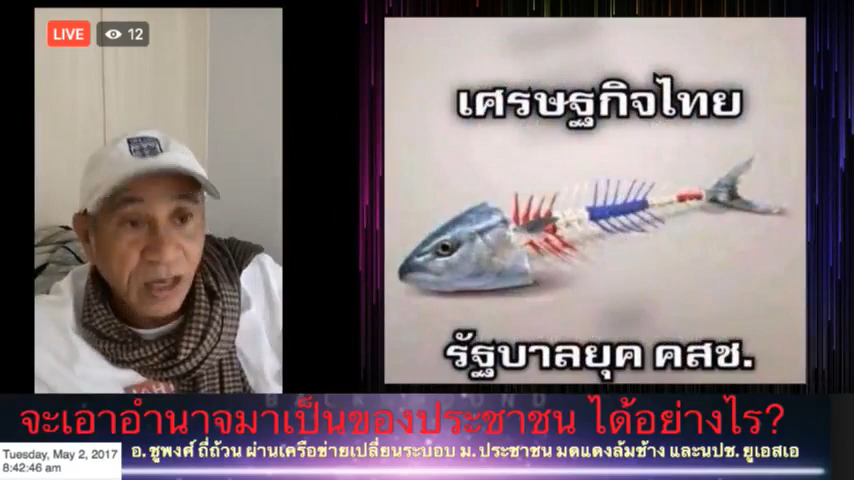 LIVE 12
เศรษฐกิจไทย
รัฐบาลยุค คสช.
จะเอาอำนาจมาเป็นของประชาชน ได้อย่างไร?
อ. ชูพงศ์ ถี่ถ้วน ผ่านเครือข่ายเปลี่ยนระบอบ ม. ประชาชน มดแดงล้มช้าง และนปช. ยูเอสเอ
Tuesday, May 2, 2017
8:42:46 am